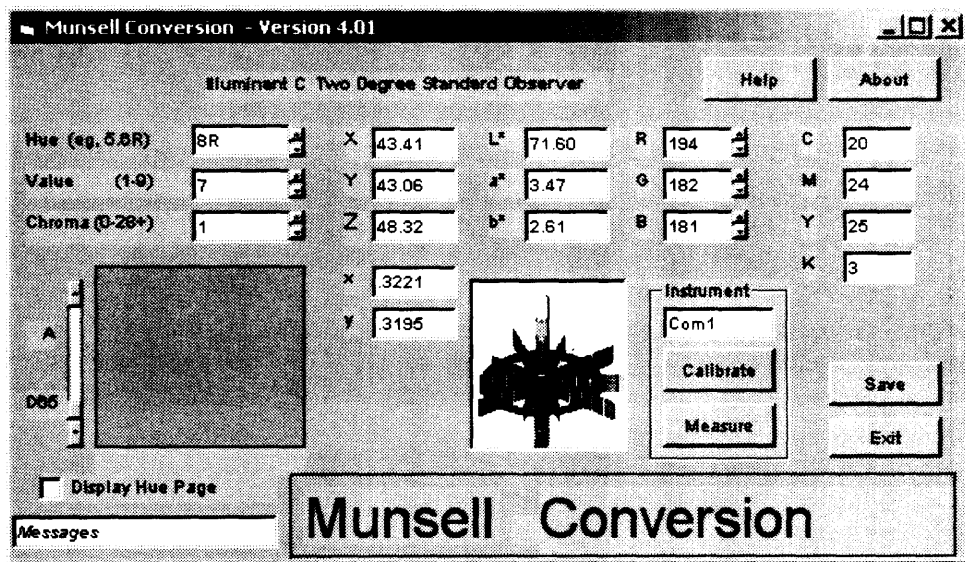 Munsell Conversion - Version 4.01
Illuminant C Two Degree Standard Observer
Help
About
Hue (eg, 5.6R)
8R
X
43.41
L*
71.60
R
194
C
20
Value (1-9)
7
Y
43.06
a*
3.47
G
182
M
24
Chroma (0-26+)
1
Z
48.32
b*
2.61
B
181
Y
25
K
3
x
.3221
y
.3195
A
D65
Instrument
Com1
Calibrate
Measure
Save
Exit
Display Hue Page
Messages
Munsell Conversion